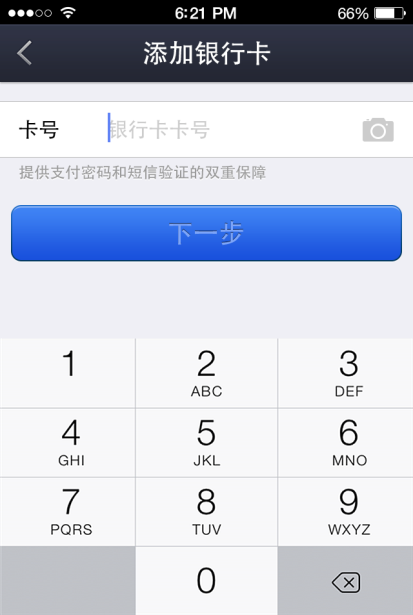 6:21 PM 66%
添加银行卡
卡号 银行卡卡号
提供支付密码和短信验证的双重保障
下一步
1 2 3
ABC DEF
4 5 6
GHI JKL MNO
7 8 9
PQRS TUV WXYZ
0